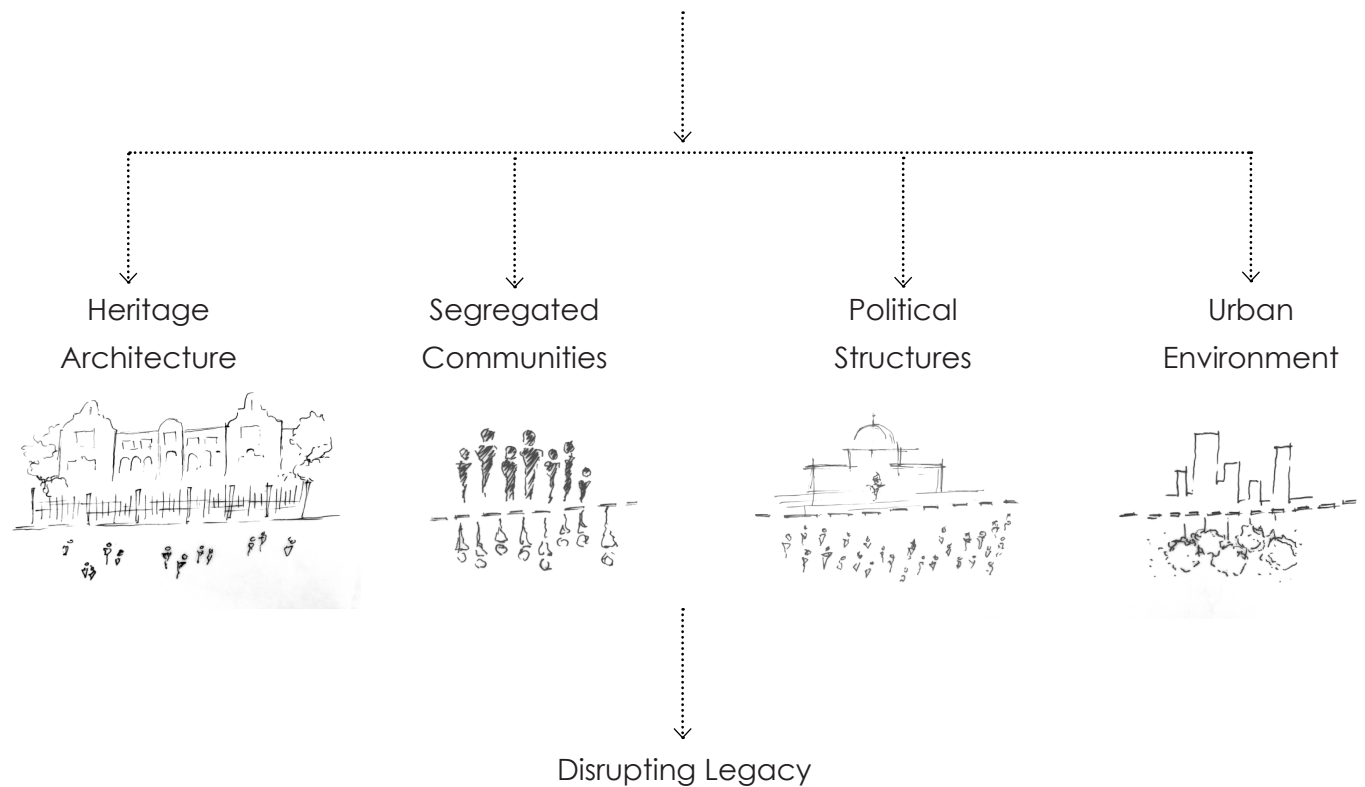 Heritage
Architecture
Segregated
Communities
Political
Structures
Urban
Environment
Disrupting Legacy